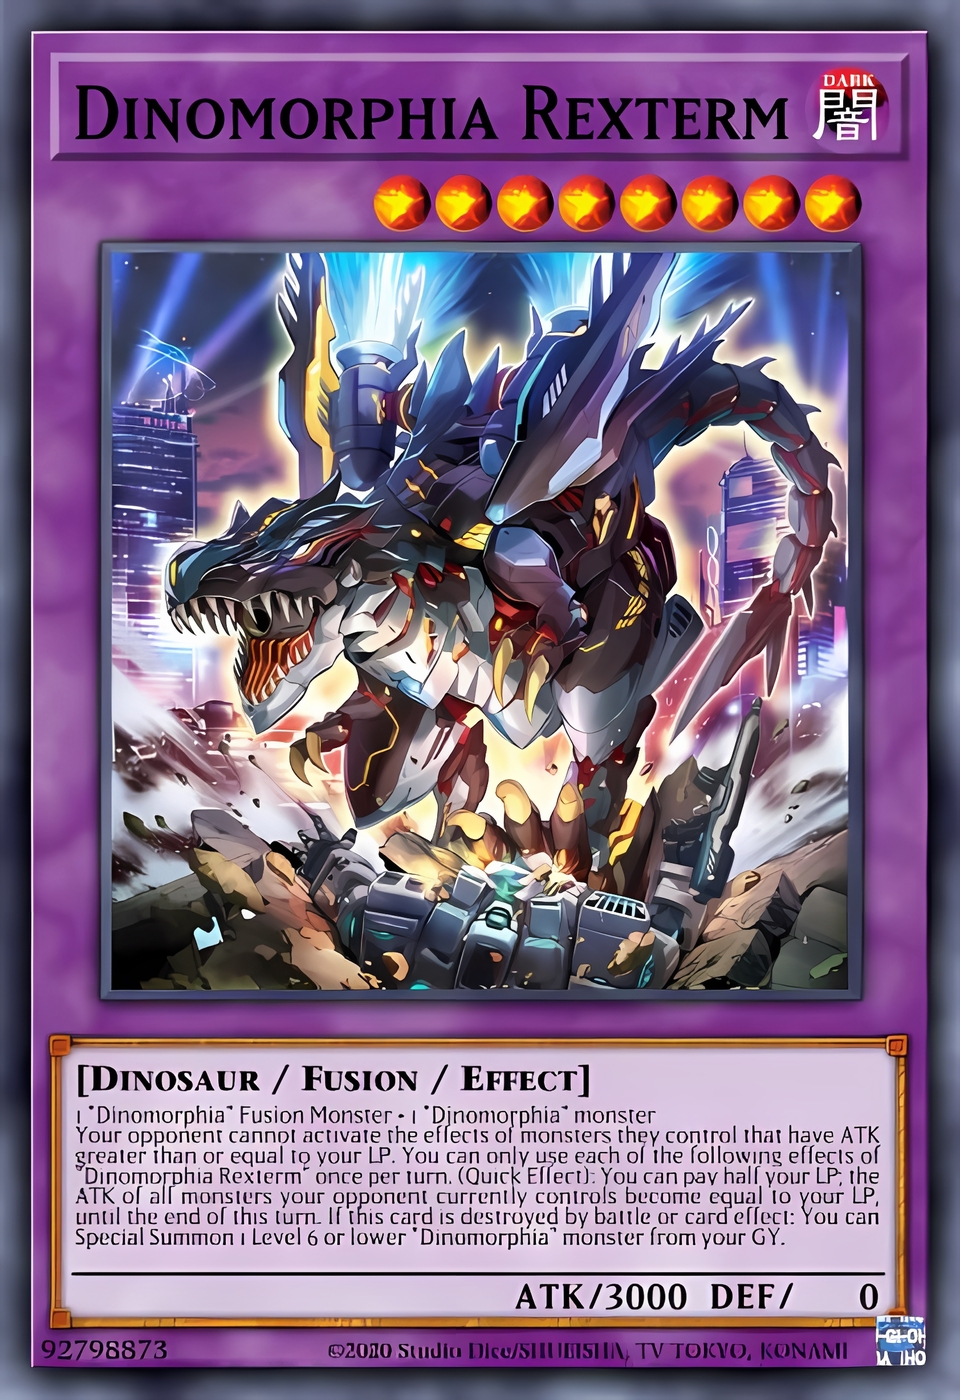 DINOMORPHIA REXTERM
DARK
闇
[DINOSAUR / FUSION / EFFECT]
1 "Dinomorphia" Fusion Monster + 1 "Dinomorphia" monster
Your opponent cannot activate the effects of monsters they control that have ATK
greater than or equal to your LP. You can only use each of the following effects of
"Dinomorphia Rexterm" once per turn. (Quick Effect): You can pay half your LP; the
ATK of all monsters your opponent currently controls become equal to your LP,
until the end of this turn. If this card is destroyed by battle or card effect: You can
Special Summon 1 Level 6 or lower "Dinomorphia" monster from your GY.
ATK/3000 DEF/ 0
92798873
©2020 Studio Dice/SHUEISHA, TV TOKYO, KONAMI